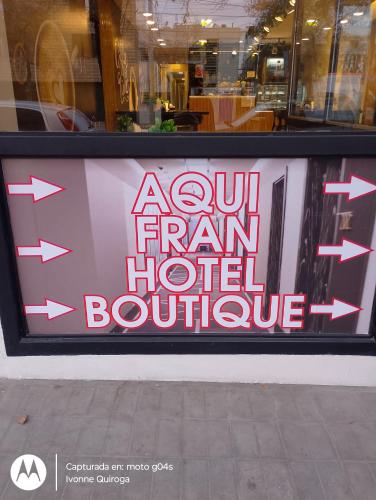 AQUI
FRAN
HOTEL
BOUTIQUE
Capturada en: moto g04s
Ivonne Quiroga